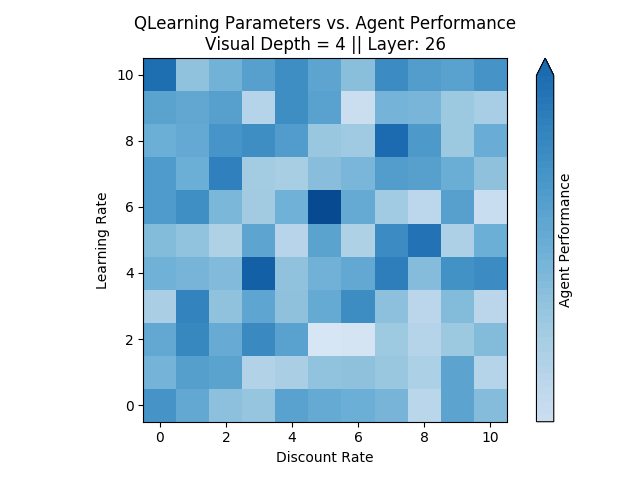 QLearning Parameters vs. Agent Performance
Visual Depth = 4 || Layer: 26
10
8
6
4
2
0
Learning Rate
0 2 4 6 8 10
Discount Rate
Agent Performance